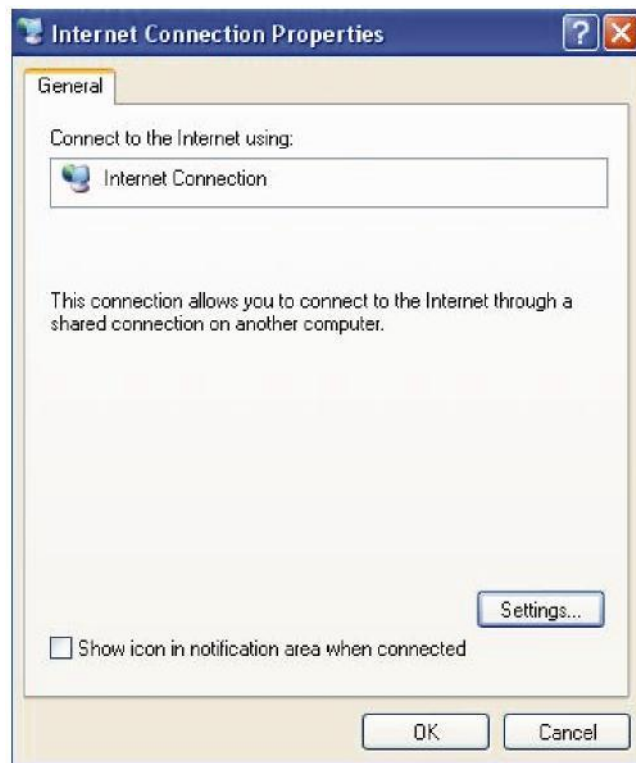 Internet Connection Properties
General
Connect to the Internet using:
Internet Connection
This connection allows you to connect to the Internet through a
shared connection on another computer.
Settings...
Show icon in notification area when connected
OK
Cancel